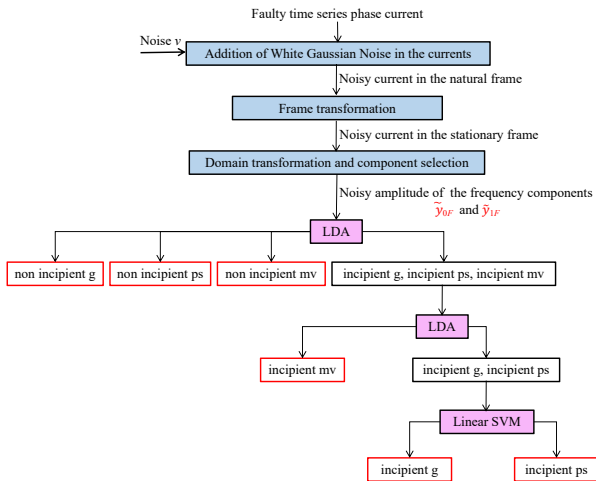 Faulty time series phase current
Noise v
Addition of White Gaussian Noise in the currents
Noisy current in the natural frame
Frame transformation
Noisy current in the stationary frame
Domain transformation and component selection
Noisy amplitude of the frequency components
ỹ0F and ỹ1F
LDA
non incipient g
non incipient ps
non incipient mv
incipient g, incipient ps, incipient mv
LDA
incipient mv
incipient g, incipient ps
Linear SVM
incipient g
incipient ps